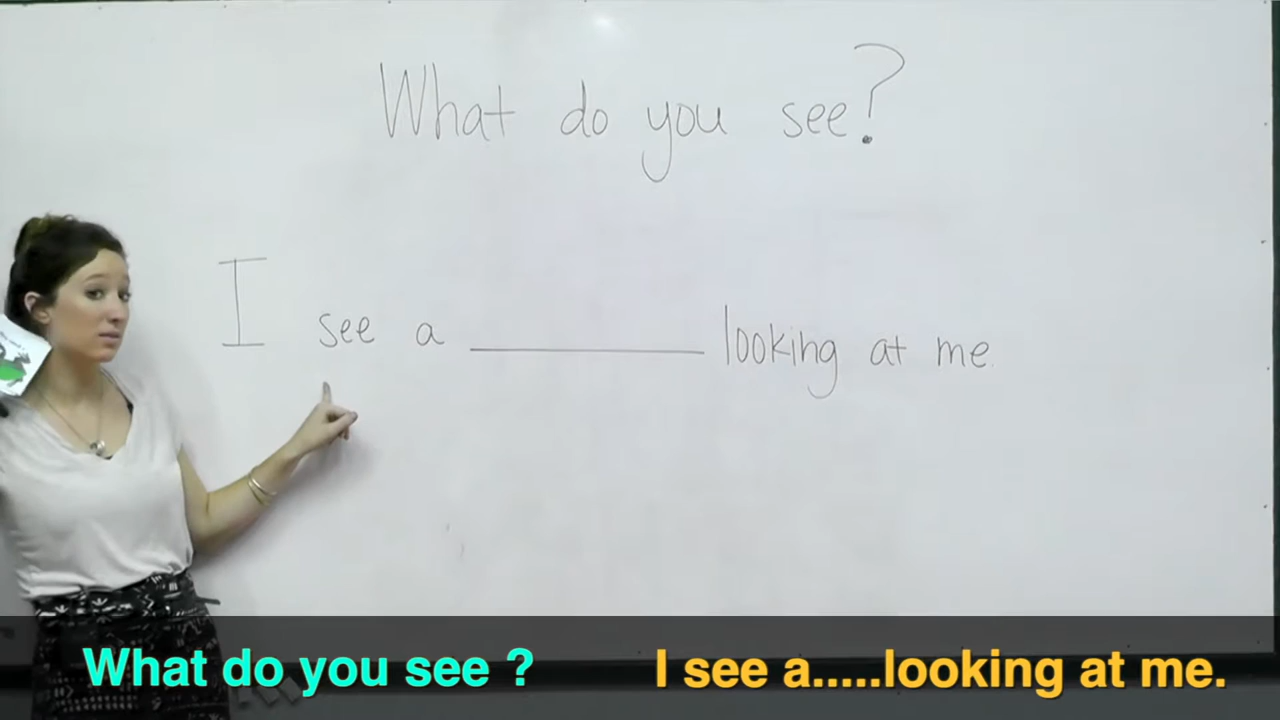 What do you see?
I see a __________ looking at me.
What do you see ? I see a.....looking at me.